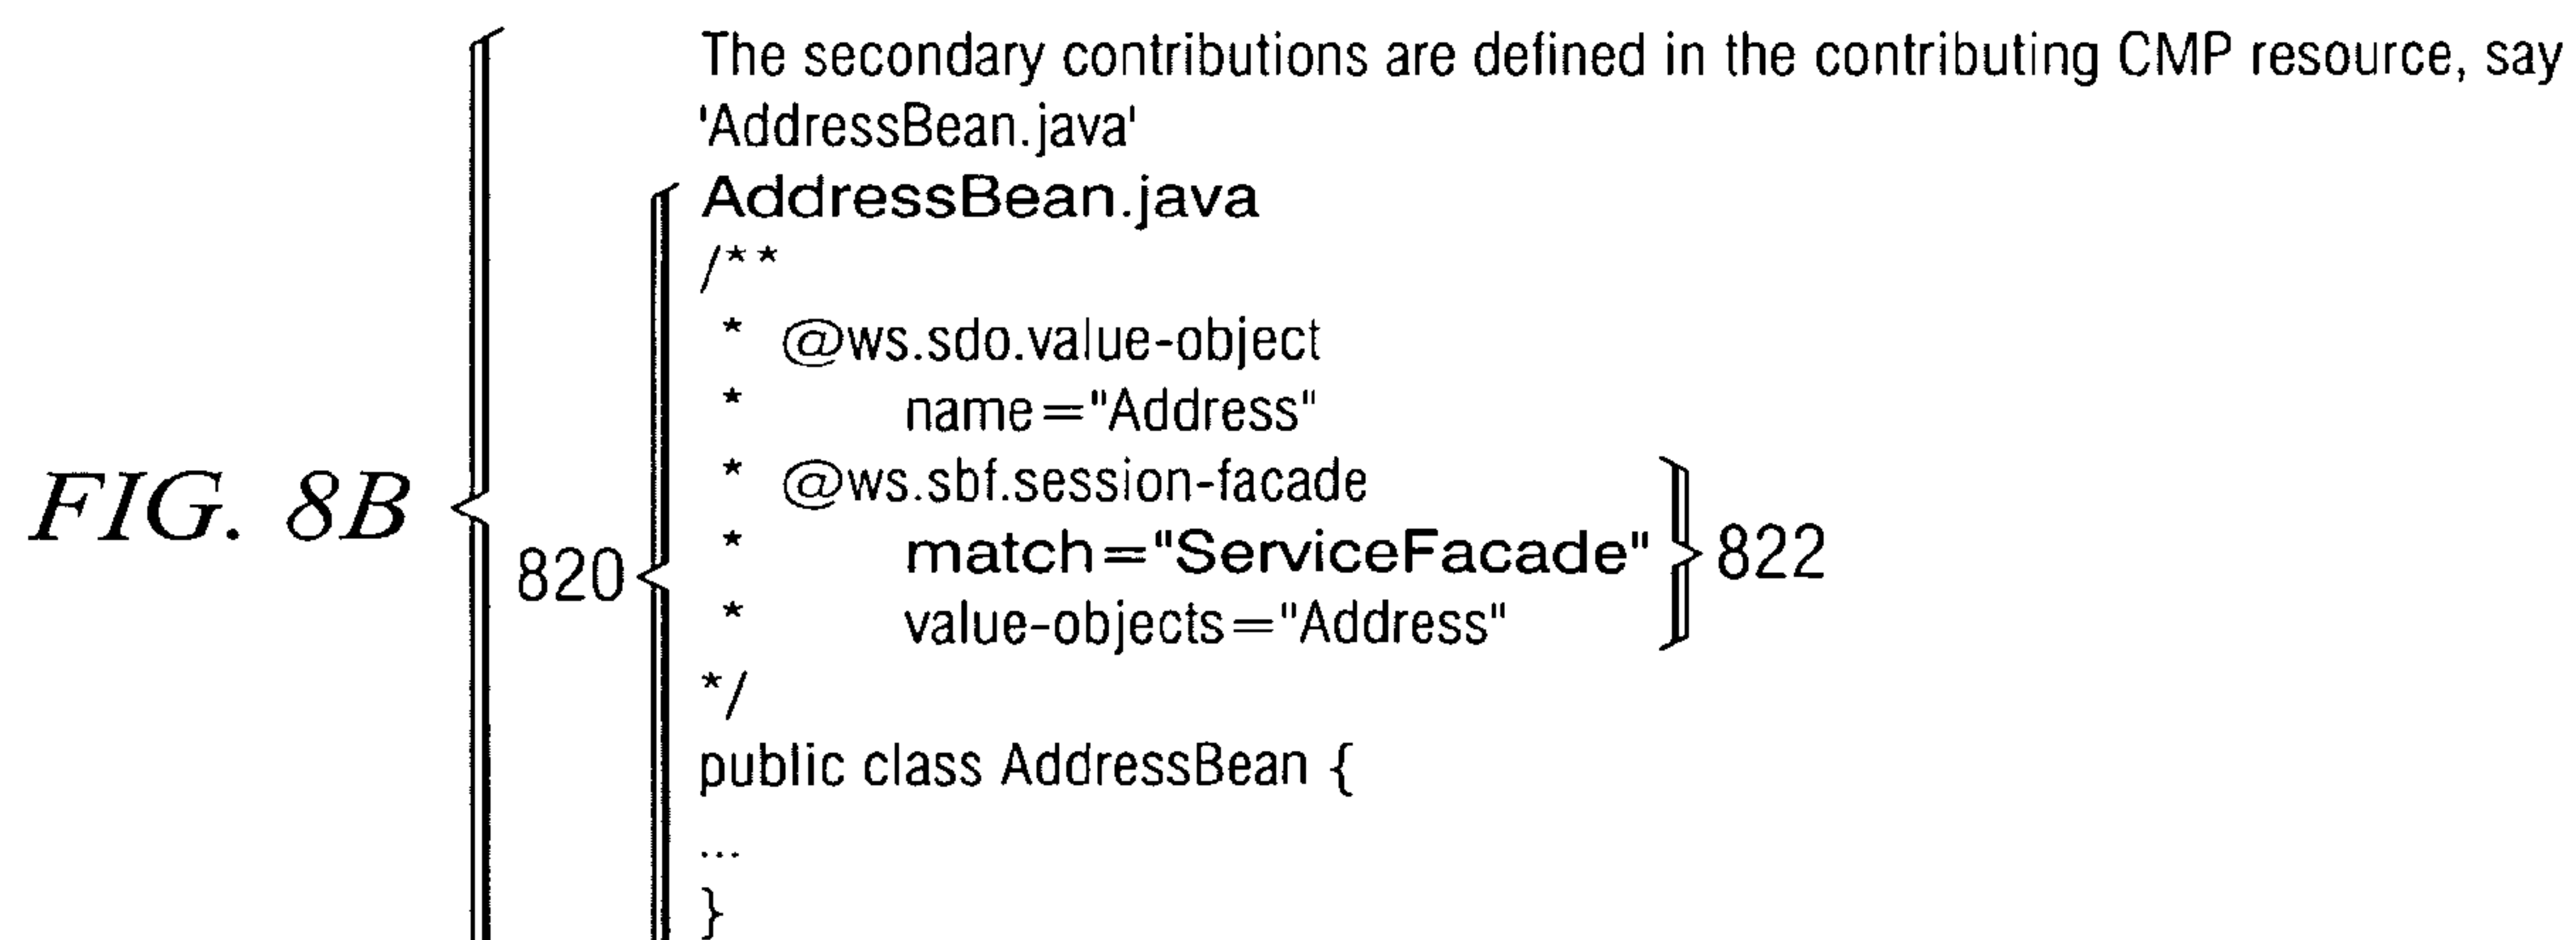 The secondary contributions are defined in the contributing CMP resource, say
'AddressBean.java'
AddressBean.java
/**
* @ws.sdo.value-object
* name="Address"
* @ws.sbf.session-facade
* match="ServiceFacade"
* value-objects="Address"
*/
public class AddressBean {
...
}
FIG. 8B
820
822